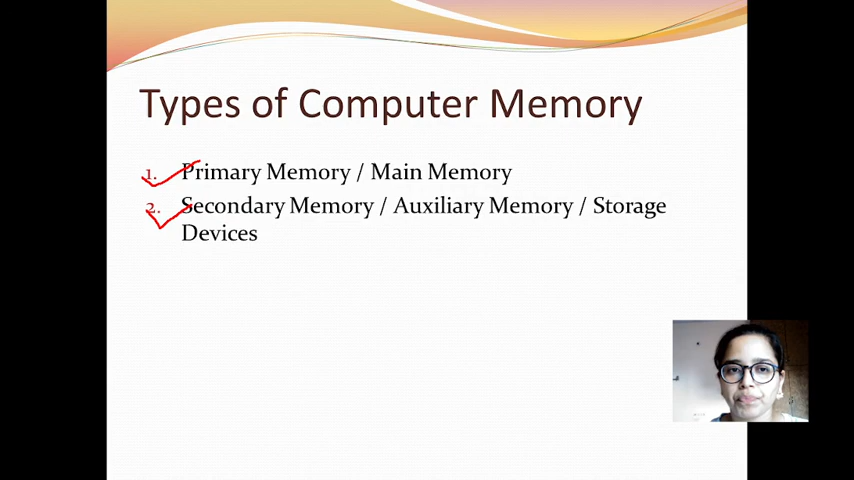 Types of Computer Memory
1. Primary Memory / Main Memory
2. Secondary Memory / Auxiliary Memory / Storage
Devices